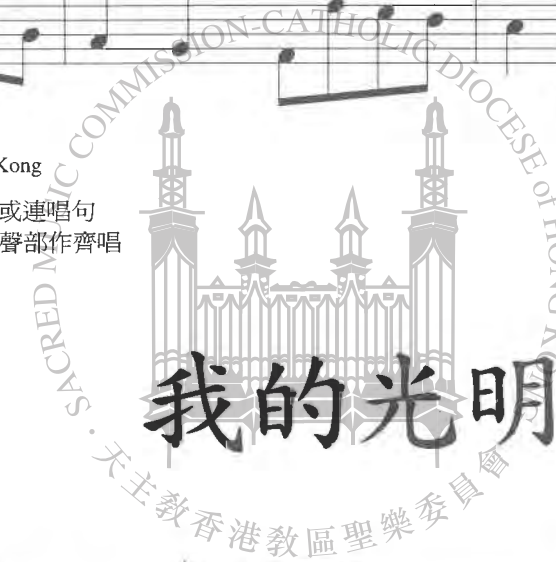 Kong
或連唱句
聲部作齊唱
SACRED MUSIC COMMISSION-CATHOLIC DIOCESE of HONG K
我的光明
天主教香港教區聖樂委員會